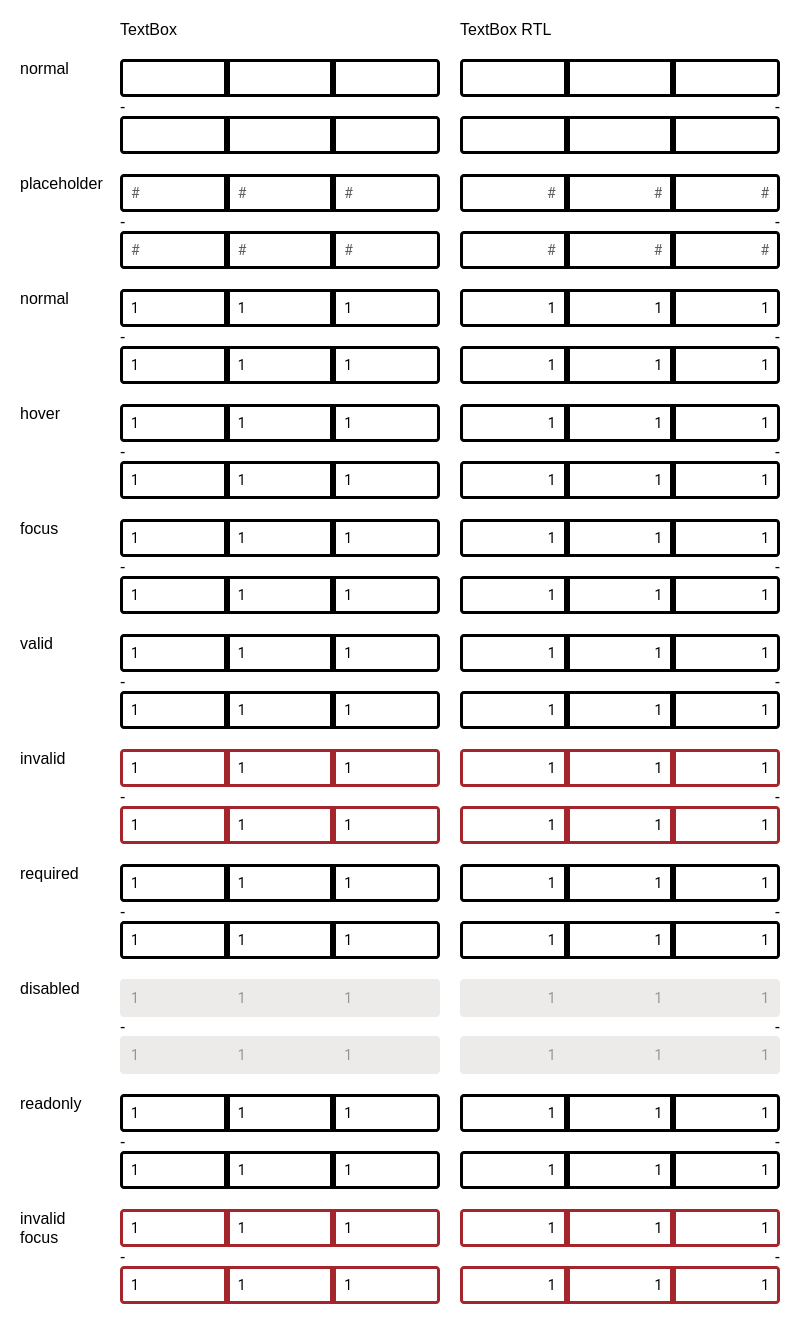 TextBox TextBox RTL
normal
- -
placeholder # # # # # #
- -
# # # # # #
normal 1 1 1 1 1 1
- -
1 1 1 1 1 1
hover 1 1 1 1 1 1
- -
1 1 1 1 1 1
focus 1 1 1 1 1 1
- -
1 1 1 1 1 1
valid 1 1 1 1 1 1
- -
1 1 1 1 1 1
invalid 1 1 1 1 1 1
- -
1 1 1 1 1 1
required 1 1 1 1 1 1
- -
1 1 1 1 1 1
disabled 1 1 1 1 1 1
- -
1 1 1 1 1 1
readonly 1 1 1 1 1 1
- -
1 1 1 1 1 1
invalid 1 1 1 1 1 1
focus
- -
1 1 1 1 1 1